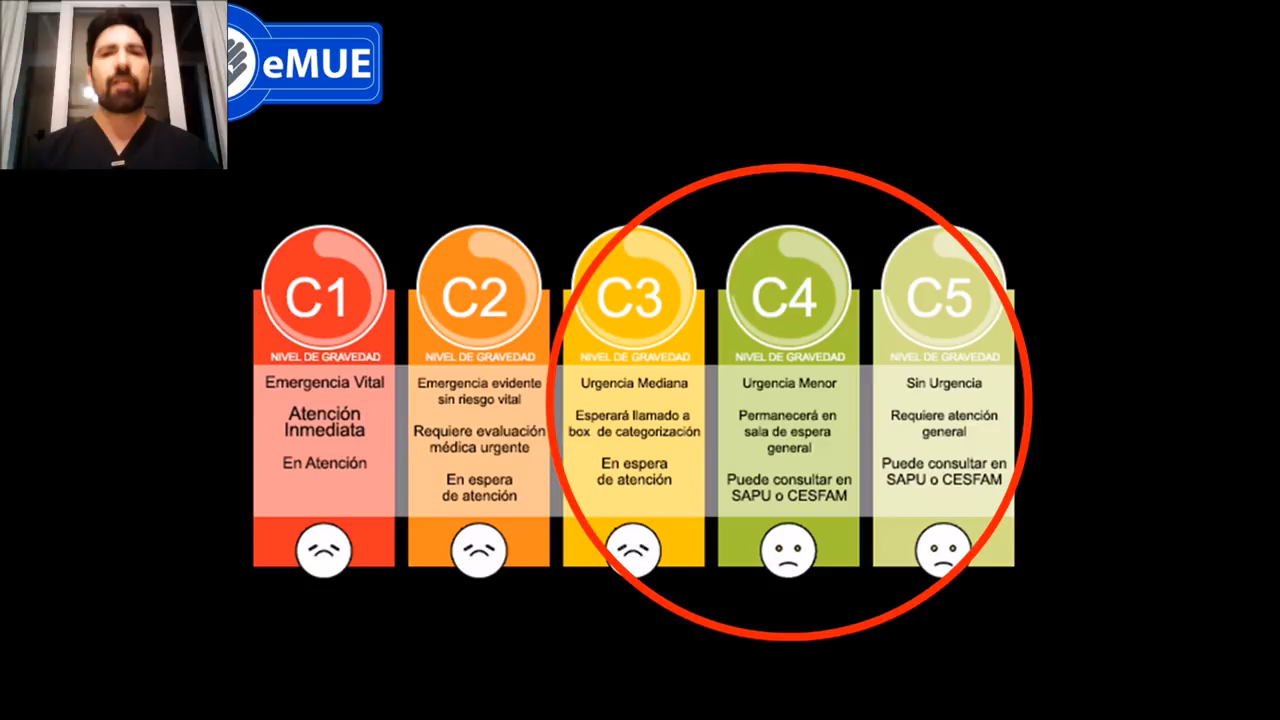 eMUE
C1
NIVEL DE GRAVEDAD
Emergencia Vital
Atención
Inmediata
En Atención
C2
NIVEL DE GRAVEDAD
Emergencia evidente
sin riesgo vital
Requiere evaluación
médica urgente
En espera
de atención
C3
NIVEL DE GRAVEDAD
Urgencia Mediana
Esperará llamado a
box de categorización
En espera
de atención
C4
NIVEL DE GRAVEDAD
Urgencia Menor
Permanecerá en
sala de espera
general
Puede consultar en
SAPU o CESFAM
C5
NIVEL DE GRAVEDAD
Sin Urgencia
Requiere atención
general
Puede consultar en
SAPU o CESFAM